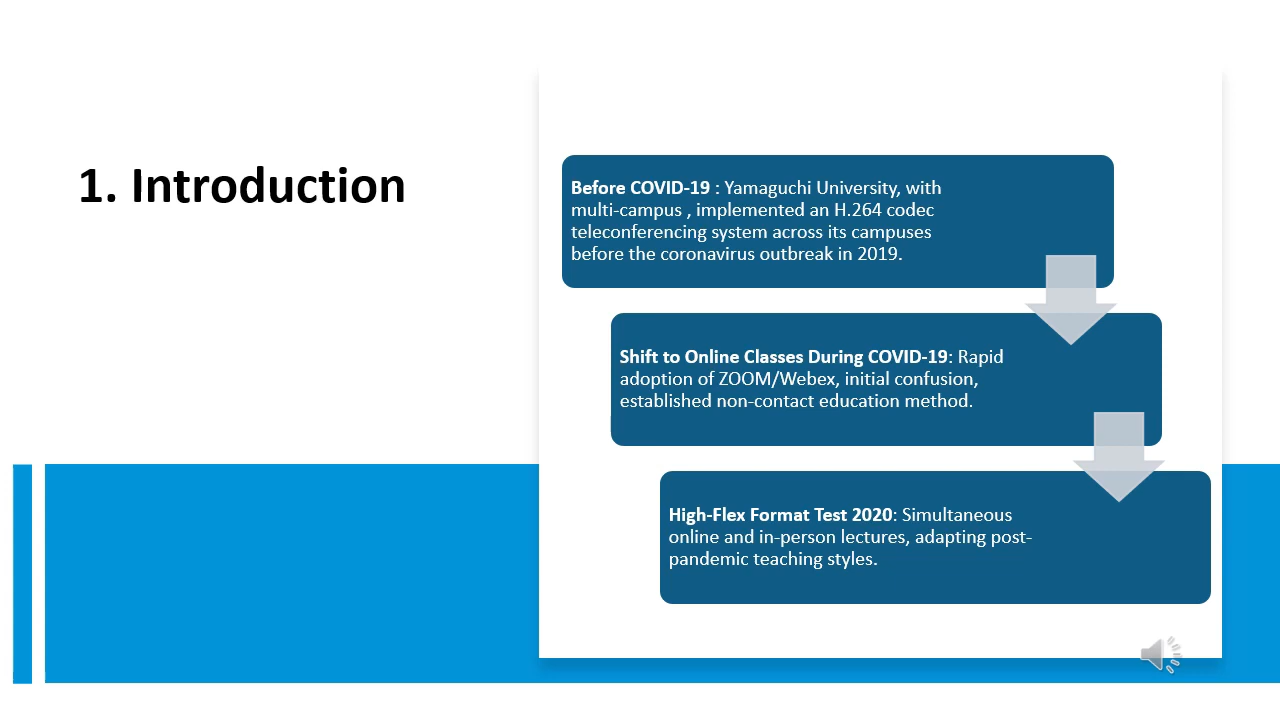 1. Introduction
Before COVID-19 : Yamaguchi University, with
multi-campus , implemented an H.264 codec
teleconferencing system across its campuses
before the coronavirus outbreak in 2019.
Shift to Online Classes During COVID-19: Rapid
adoption of ZOOM/Webex, initial confusion,
established non-contact education method.
High-Flex Format Test 2020: Simultaneous
online and in-person lectures, adapting post-
pandemic teaching styles.